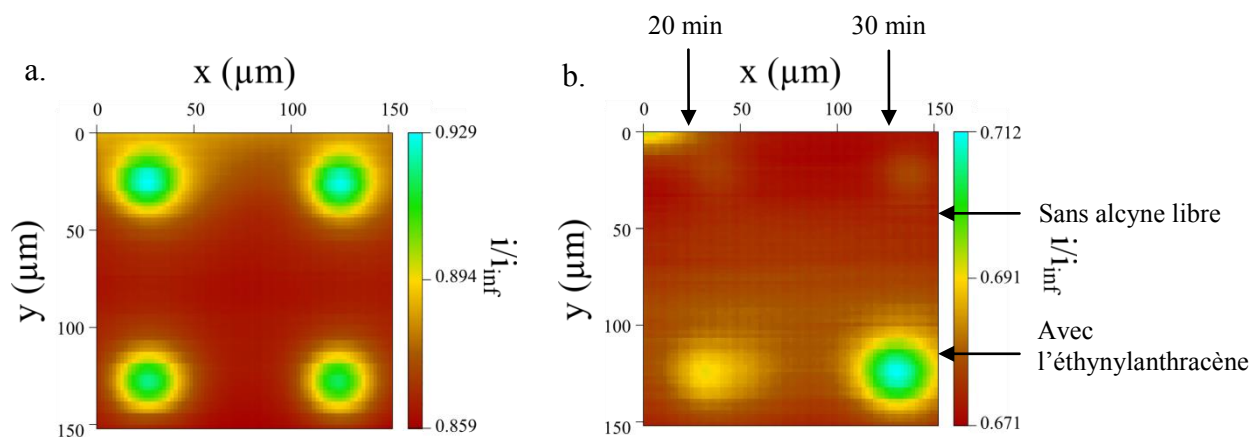 20 min
30 min
a.
x (µm)
0
50
100
150
0
50
100
150
y (µm)
0.929
0.894
0.859
i/i_inf
b.
x (µm)
0
50
100
150
0
50
100
150
y (µm)
0.712
0.691
0.671
i/i_inf
Sans alcyne libre
Avec
l’éthynylanthracène